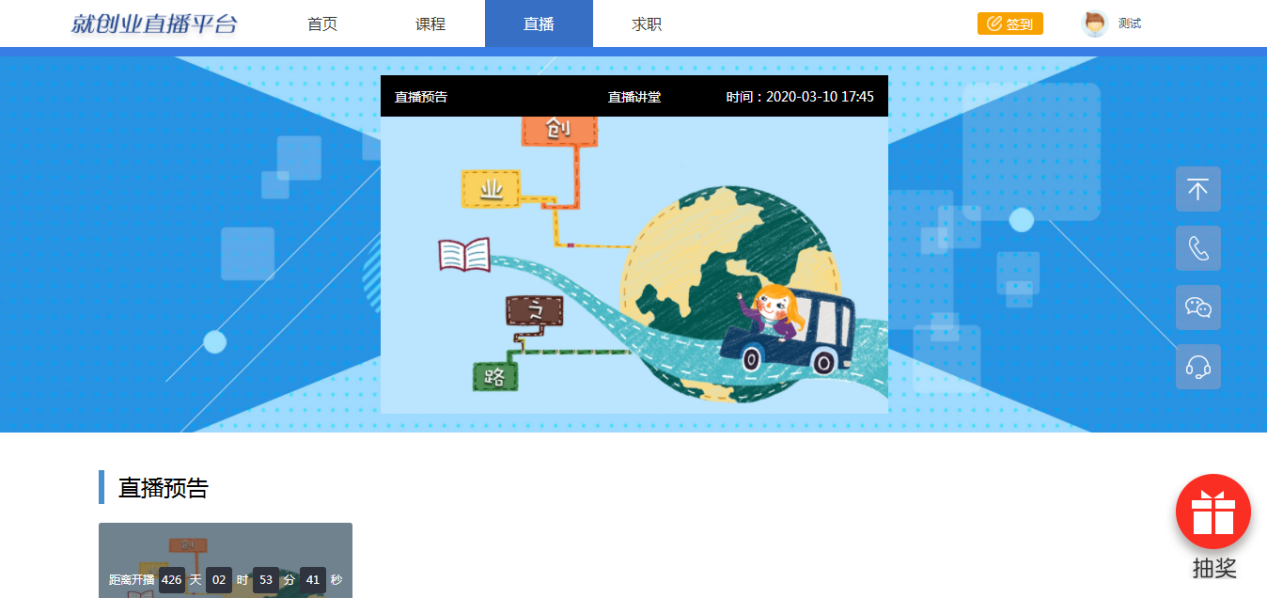 就创业直播平台 首页 课程 直播 求职 签到 测试
直播预告 直播讲堂 时间：2020-03-10 17:45
创
业
之
路
直播预告
距离开播 426 天 02 时 53 分 41 秒
抽奖